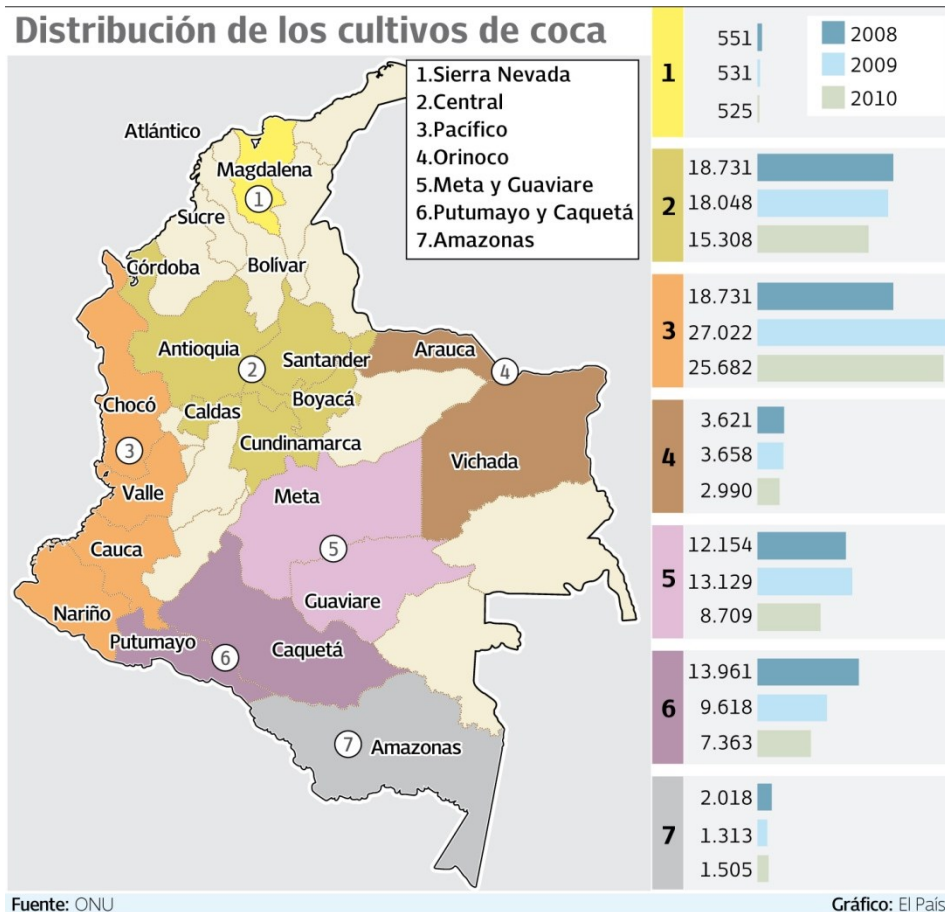 Distribución de los cultivos de coca
1.Sierra Nevada
2.Central
3.Pacífico
4.Orinoco
5.Meta y Guaviare
6.Putumayo y Caquetá
7.Amazonas
Atlántico
Magdalena
1
Sucre
Córdoba
Bolívar
Antioquia
Santander
Arauca
2
4
Chocó
Caldas
Boyacá
Cundinamarca
3
Vichada
Valle
Meta
Cauca
5
Nariño
Guaviare
Putumayo
6
Caquetá
7
Amazonas
2008
2009
2010
1
551
531
525
2
18.731
18.048
15.308
3
18.731
27.022
25.682
4
3.621
3.658
2.990
5
12.154
13.129
8.709
6
13.961
9.618
7.363
7
2.018
1.313
1.505
Fuente: ONU
Gráfico: El País